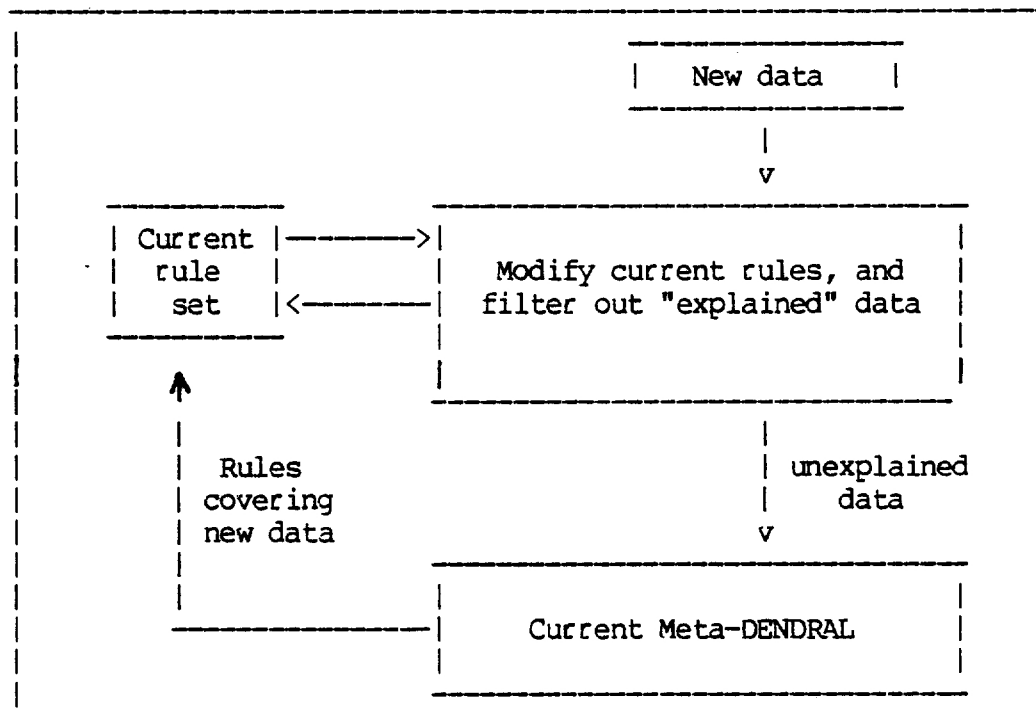 New data
Current
rule
set
Modify current rules, and
filter out "explained" data
Rules
covering
new data
unexplained
data
Current Meta-DENDRAL